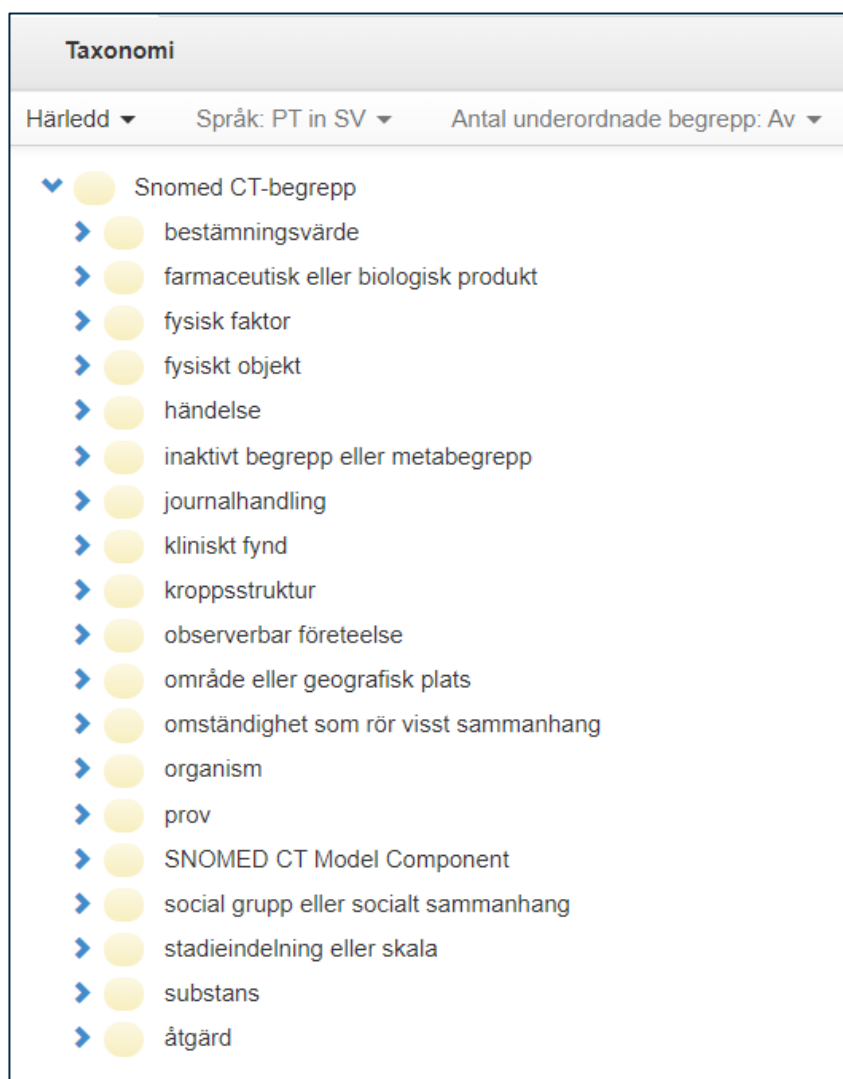 Taxonomi
Härledd Språk: PT in SV Antal underordnade begrepp: Av
Snomed CT-begrepp
bestämningsvärde
farmaceutisk eller biologisk produkt
fysisk faktor
fysiskt objekt
händelse
inaktivt begrepp eller metabegrepp
journalhandling
kliniskt fynd
kroppsstruktur
observerbar företeelse
område eller geografisk plats
omständighet som rör visst sammanhang
organism
prov
SNOMED CT Model Component
social grupp eller socialt sammanhang
stadieindelning eller skala
substans
åtgärd